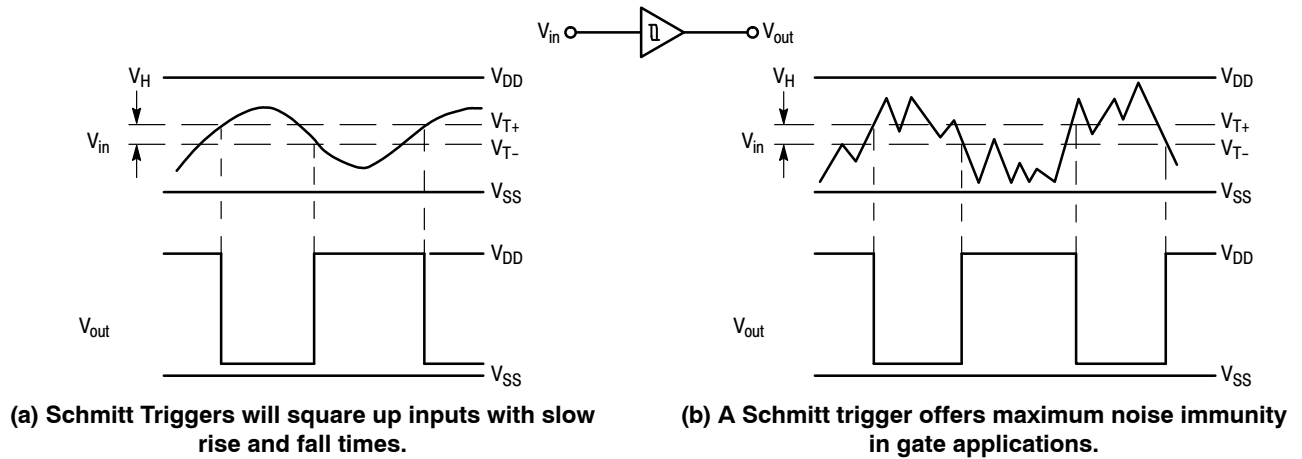 Vin
Vout
VH
VDD
VT+
Vin
VT–
VSS
VDD
Vout
VSS
(a) Schmitt Triggers will square up inputs with slow
rise and fall times.
VH
VDD
VT+
Vin
VT–
VSS
VDD
Vout
VSS
(b) A Schmitt trigger offers maximum noise immunity
in gate applications.